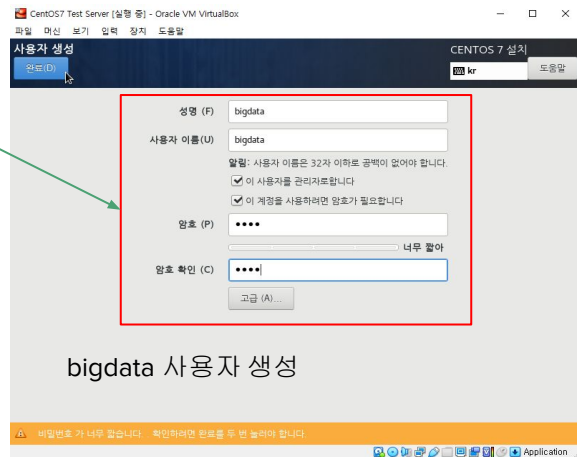 CentOS7 Test Server [실행 중] - Oracle VM VirtualBox
파일 머신 보기 입력 장치 도움말
사용자 생성
CENTOS 7 설치
완료(D)
kr
도움말
성명 (F) bigdata
사용자 이름(U) bigdata
알림: 사용자 이름은 32자 이하로 공백이 없어야 합니다.
이 사용자를 관리자로합니다
이 계정을 사용하려면 암호가 필요합니다
암호 (P) ••••
너무 짧아
암호 확인 (C) ••••
고급 (A)...
bigdata 사용자 생성
비밀번호 가 너무 짧습니다. 확인하려면 완료를 두 번 눌러야 합니다.
Application